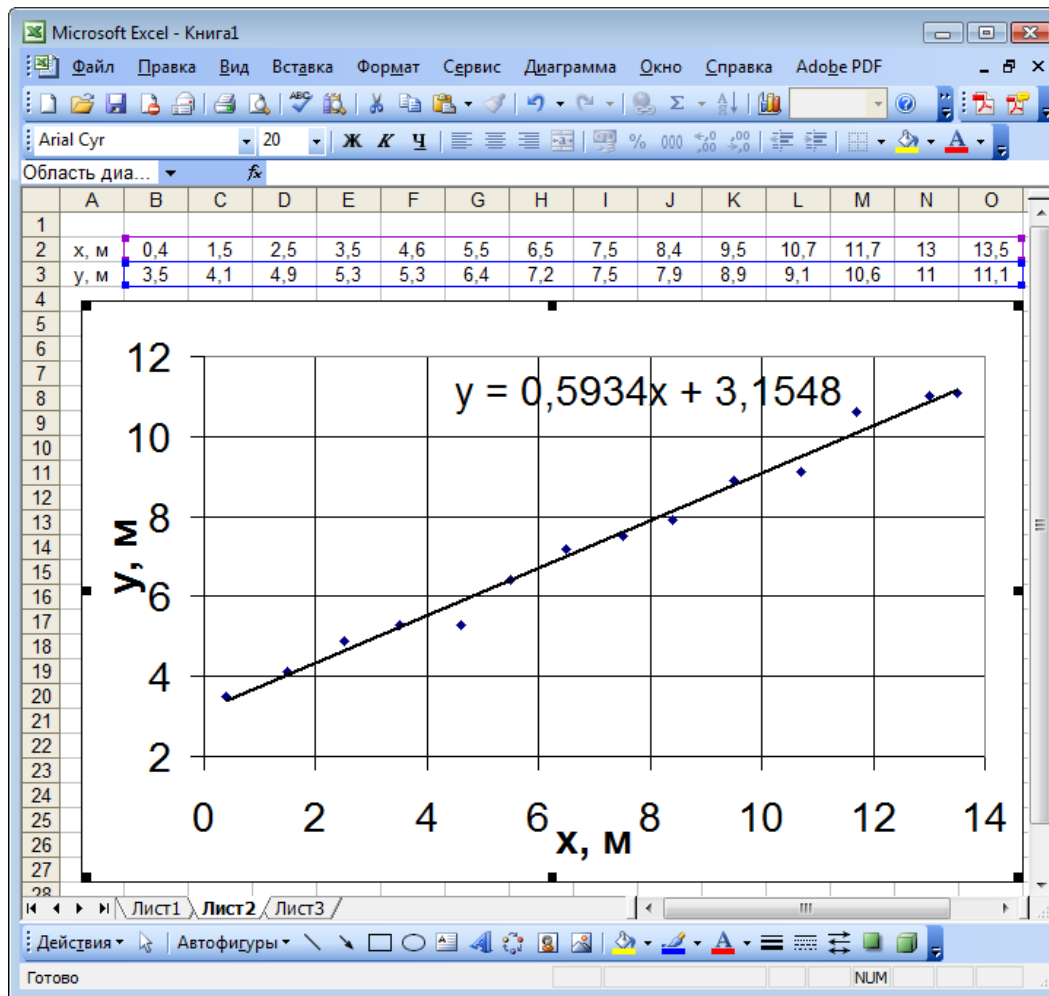 Microsoft Excel - Книга1
Файл Правка Вид Вставка Формат Сервис Диаграмма Окно Справка Adobe PDF
Arial Cyr 20 Ж К Ч
Область диа... fx
A B C D E F G H I J K L M N O
1
2 х, м 0,4 1,5 2,5 3,5 4,6 5,5 6,5 7,5 8,4 9,5 10,7 11,7 13 13,5
3 у, м 3,5 4,1 4,9 5,3 5,3 6,4 7,2 7,5 7,9 8,9 9,1 10,6 11 11,1
4
5
6
7
8
9
10
11
12
13
14
15
16
17
18
19
20
21
22
23
24
25
26
27
28
y = 0,5934x + 3,1548
12
10
8
6
4
2
у, м
0 2 4 6 8 10 12 14
х, м
Лист1 Лист2 Лист3
Действия Автофигуры
Готово NUM